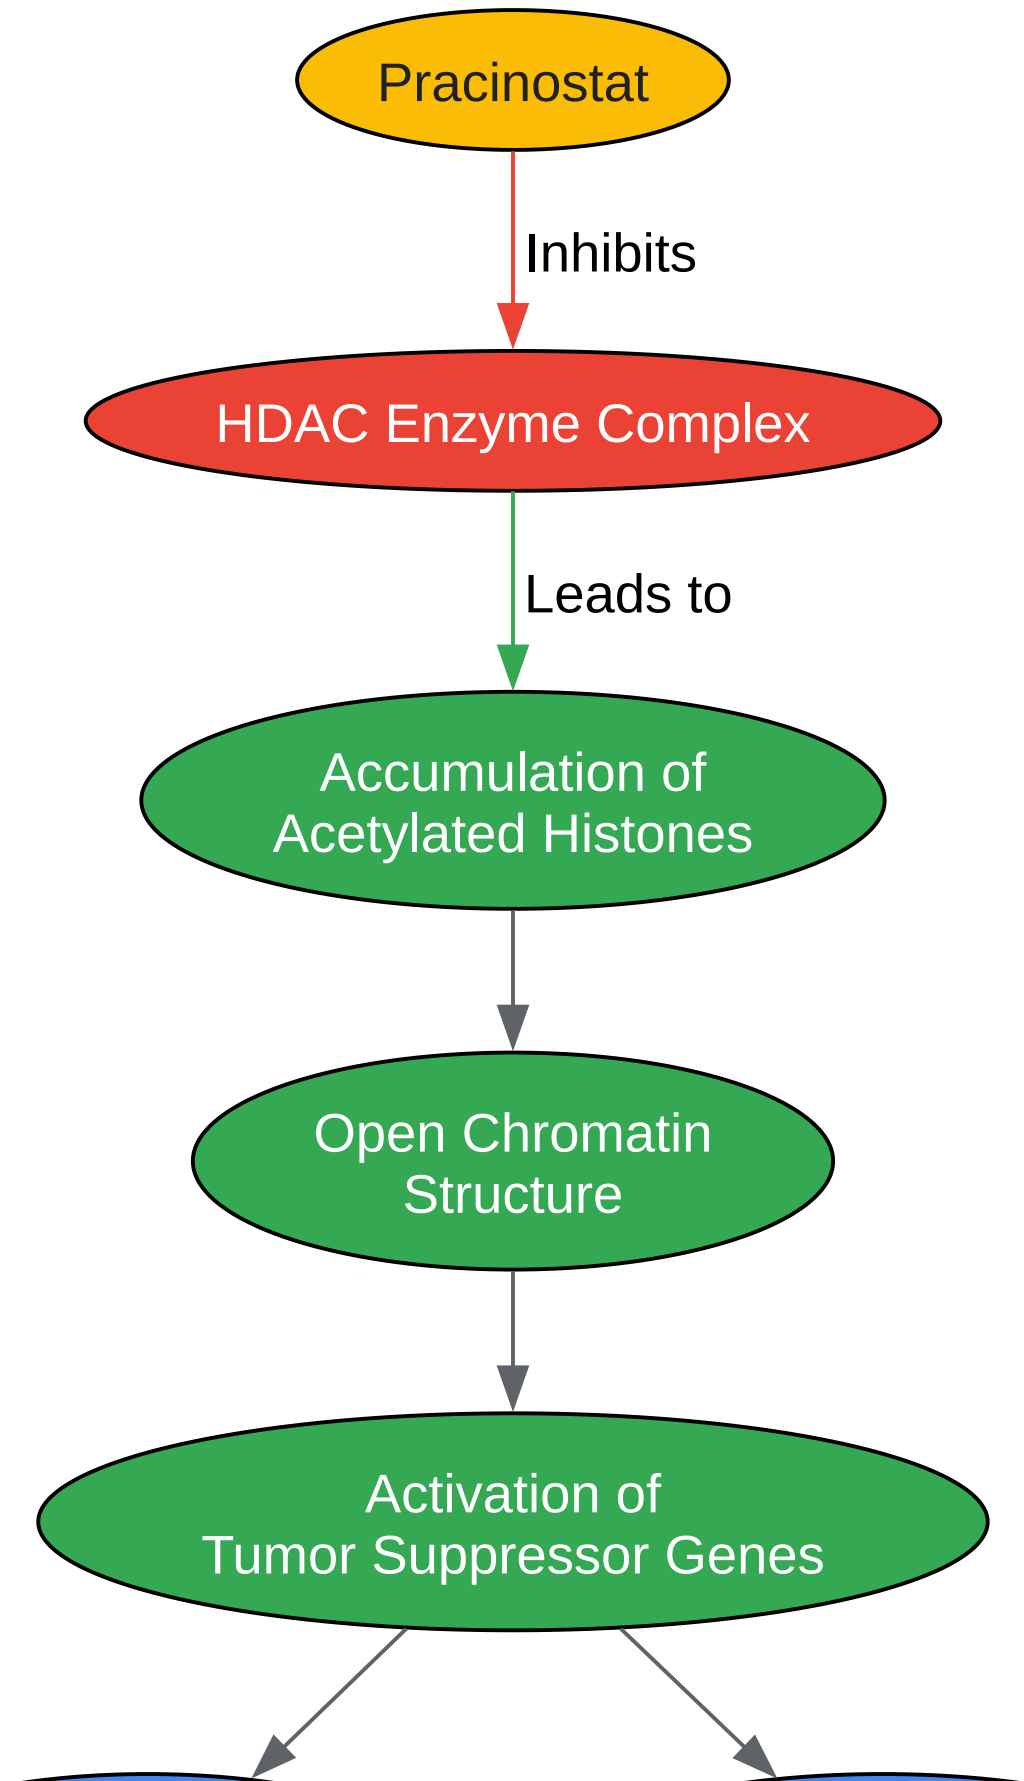 Pracinostat
Inhibits
HDAC Enzyme Complex
Leads to
Accumulation of
Acetylated Histones
Open Chromatin
Structure
Activation of
Tumor Suppressor Genes